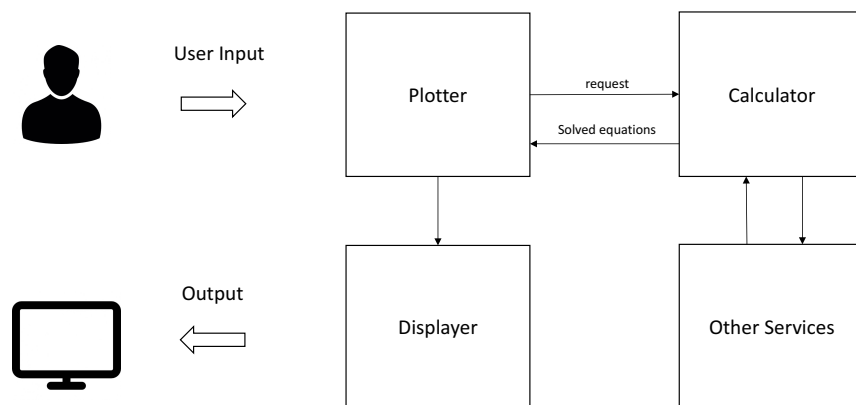 User Input
Plotter
request
Calculator
Solved equations
Output
Displayer
Other Services